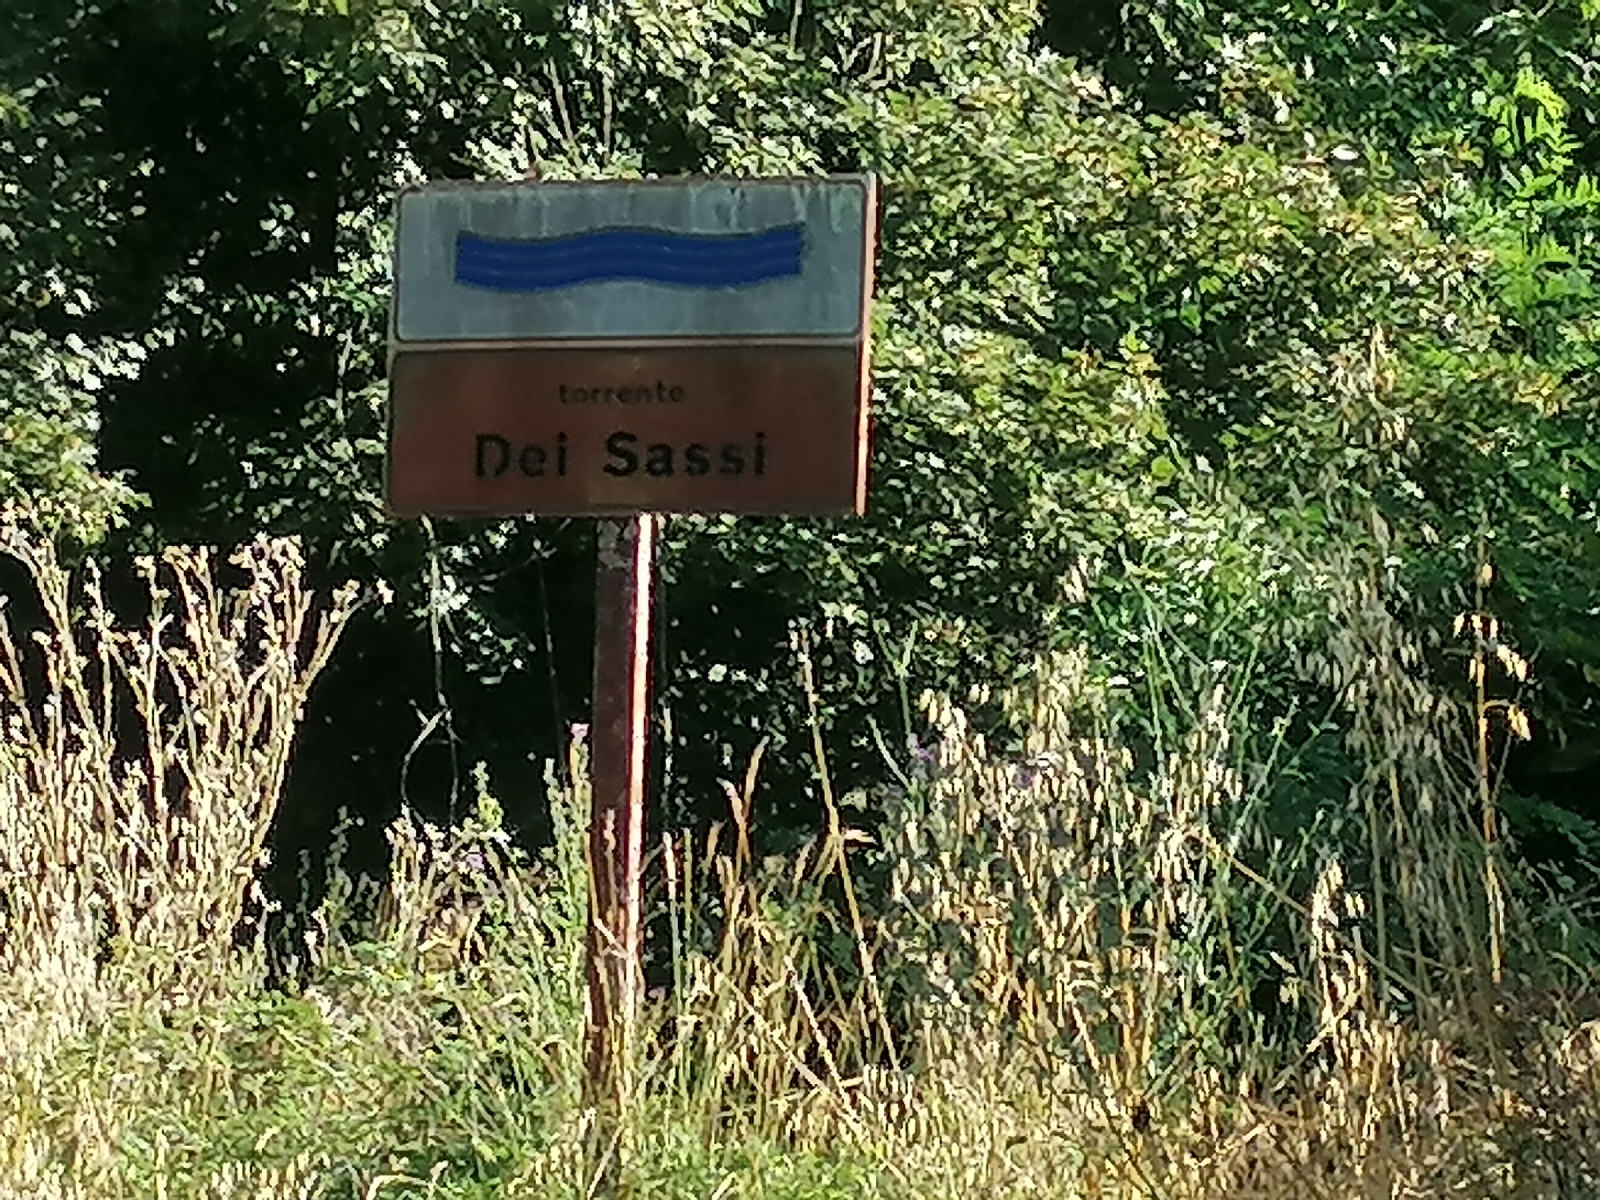 torrente
Dei Sassi